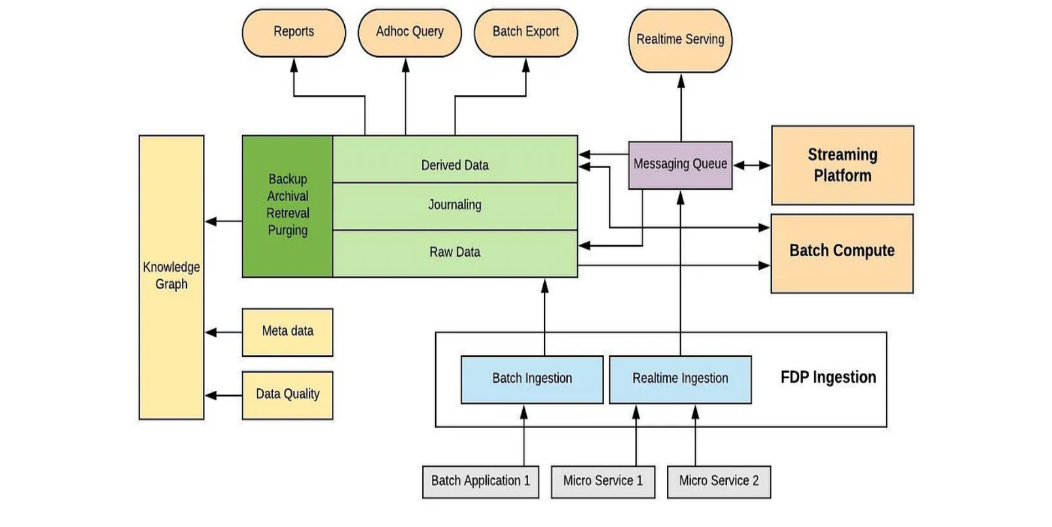 Reports
Adhoc Query
Batch Export
Realtime Serving
Backup
Archival
Retreval
Purging
Derived Data
Journaling
Raw Data
Messaging Queue
Streaming
Platform
Batch Compute
Knowledge
Graph
Meta data
Data Quality
Batch Ingestion
Realtime Ingestion
FDP Ingestion
Batch Application 1
Micro Service 1
Micro Service 2